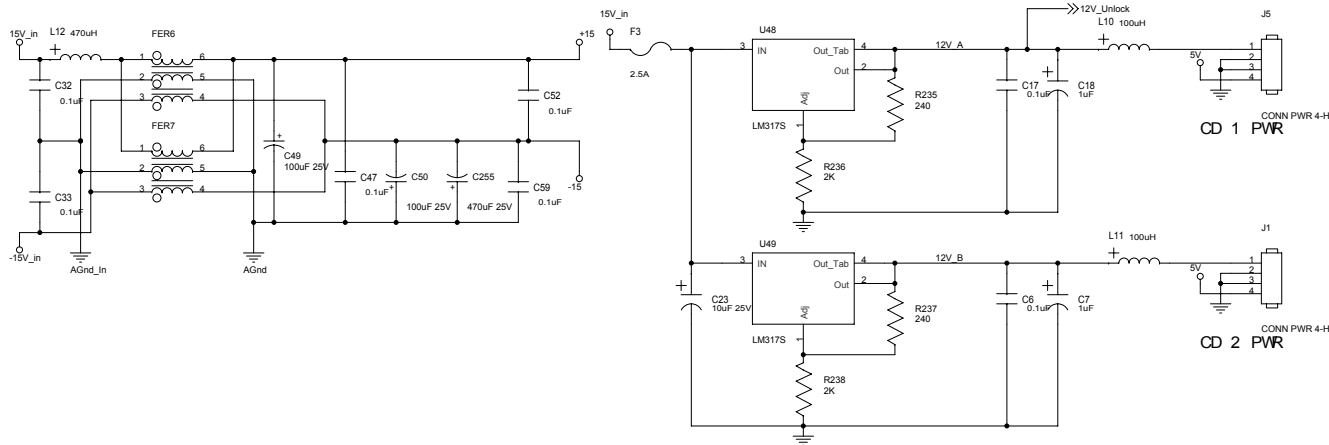 15V_in
L12 470uH
FER6
1 6
2 5
3 4
+15
C32
0.1uF
FER7
1 6
2 5
3 4
C33
0.1uF
-15V_in
AGnd_In
AGnd
C49
100uF 25V
C47
0.1uF
C50
100uF 25V
C255
470uF 25V
C52
0.1uF
C59
0.1uF
-15
15V_in
F3
2.5A
U48
3 IN
Out_Tab 4
Out 2
Adj
1
LM317S
12V_A
12V_Unlock
R235
240
R236
2K
C17
0.1uF
C18
1uF
L10 100uH
J5
5V
1
2
3
4
CONN PWR 4-H
CD 1 PWR
U49
3 IN
Out_Tab 4
Out 2
Adj
1
LM317S
12V_B
C23
10uF 25V
R237
240
R238
2K
C6
0.1uF
C7
1uF
L11 100uH
J1
5V
1
2
3
4
CONN PWR 4-H
CD 2 PWR